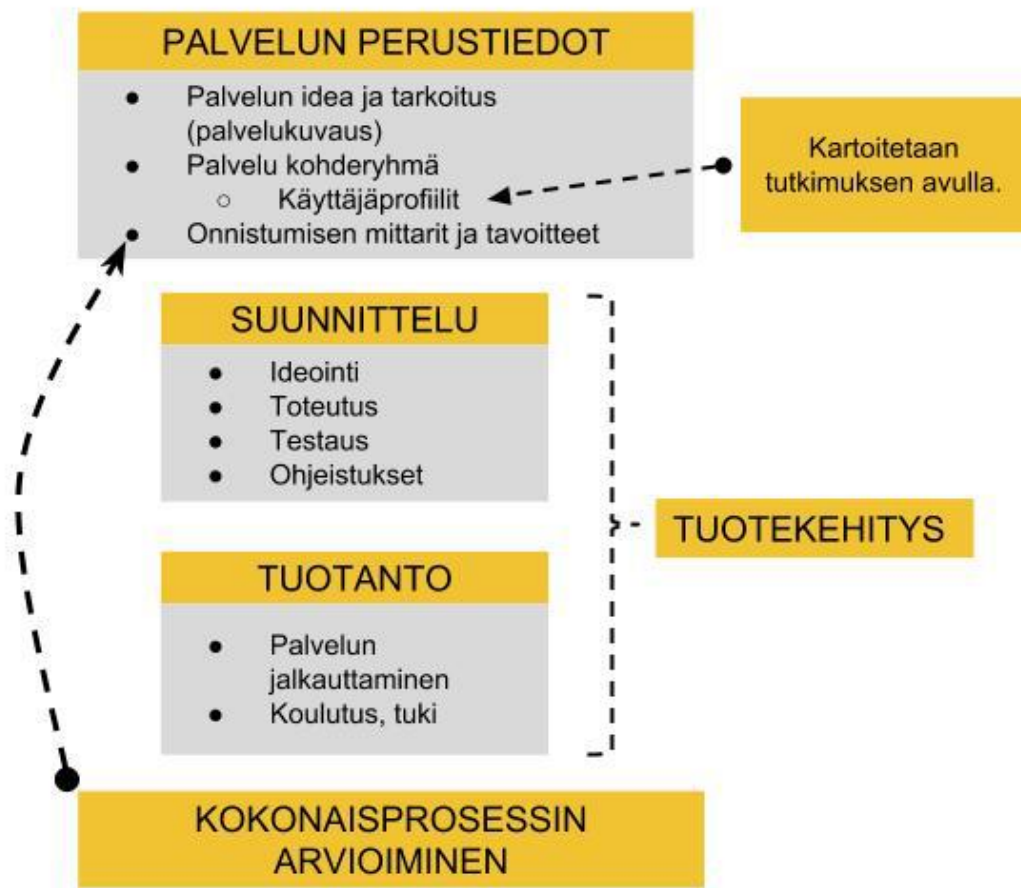 PALVELUN PERUSTIEDOT
● Palvelun idea ja tarkoitus
(palvelukuvaus)
● Palvelu kohderyhmä
○ Käyttäjäprofiilit
● Onnistumisen mittarit ja tavoitteet
Kartoitetaan
tutkimuksen avulla.
SUUNNITTELU
● Ideointi
● Toteutus
● Testaus
● Ohjeistukset
TUOTEKEHITYS
TUOTANTO
● Palvelun
jalkauttaminen
● Koulutus, tuki
KOKONAISPROSESSIN
ARVIOIMINEN